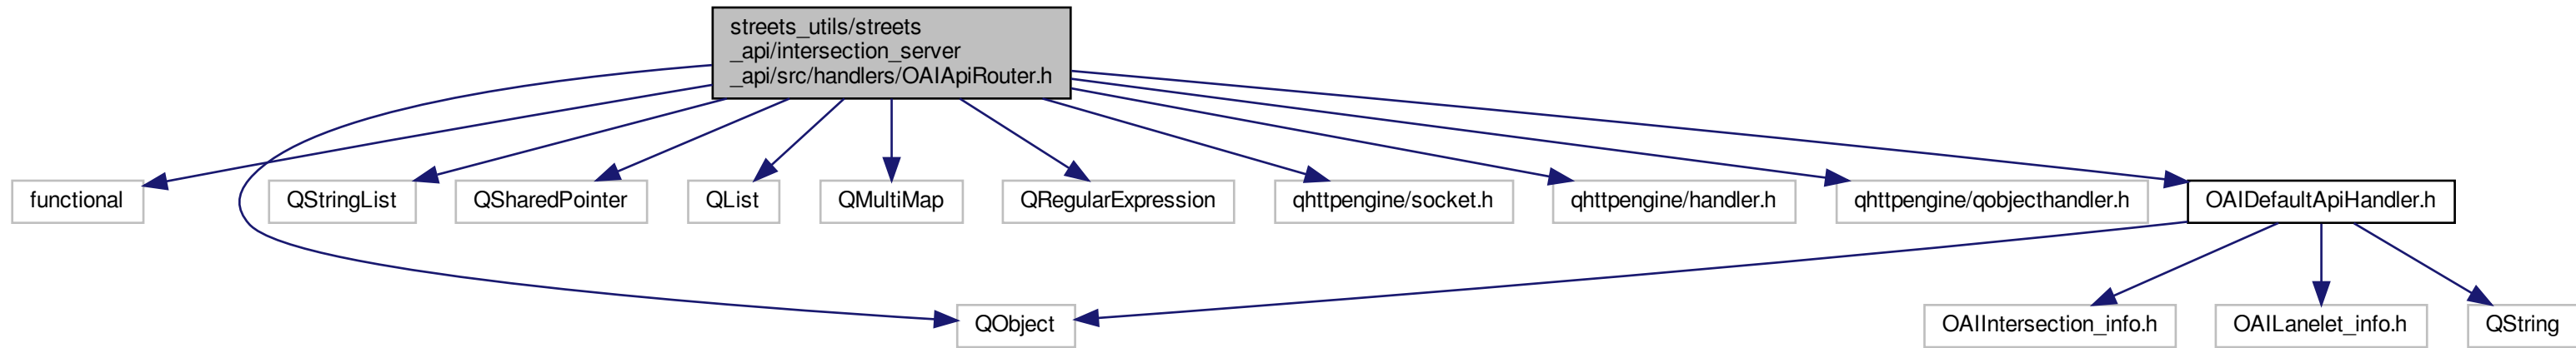 streets_utils/streets
_api/intersection_server
_api/src/handlers/OAIApiRouter.h
functional
QStringList
QSharedPointer
QList
QMultiMap
QRegularExpression
qhttpengine/socket.h
qhttpengine/handler.h
qhttpengine/qobjecthandler.h
OAIDefaultApiHandler.h
QObject
OAIIntersection_info.h
OAILanelet_info.h
QString